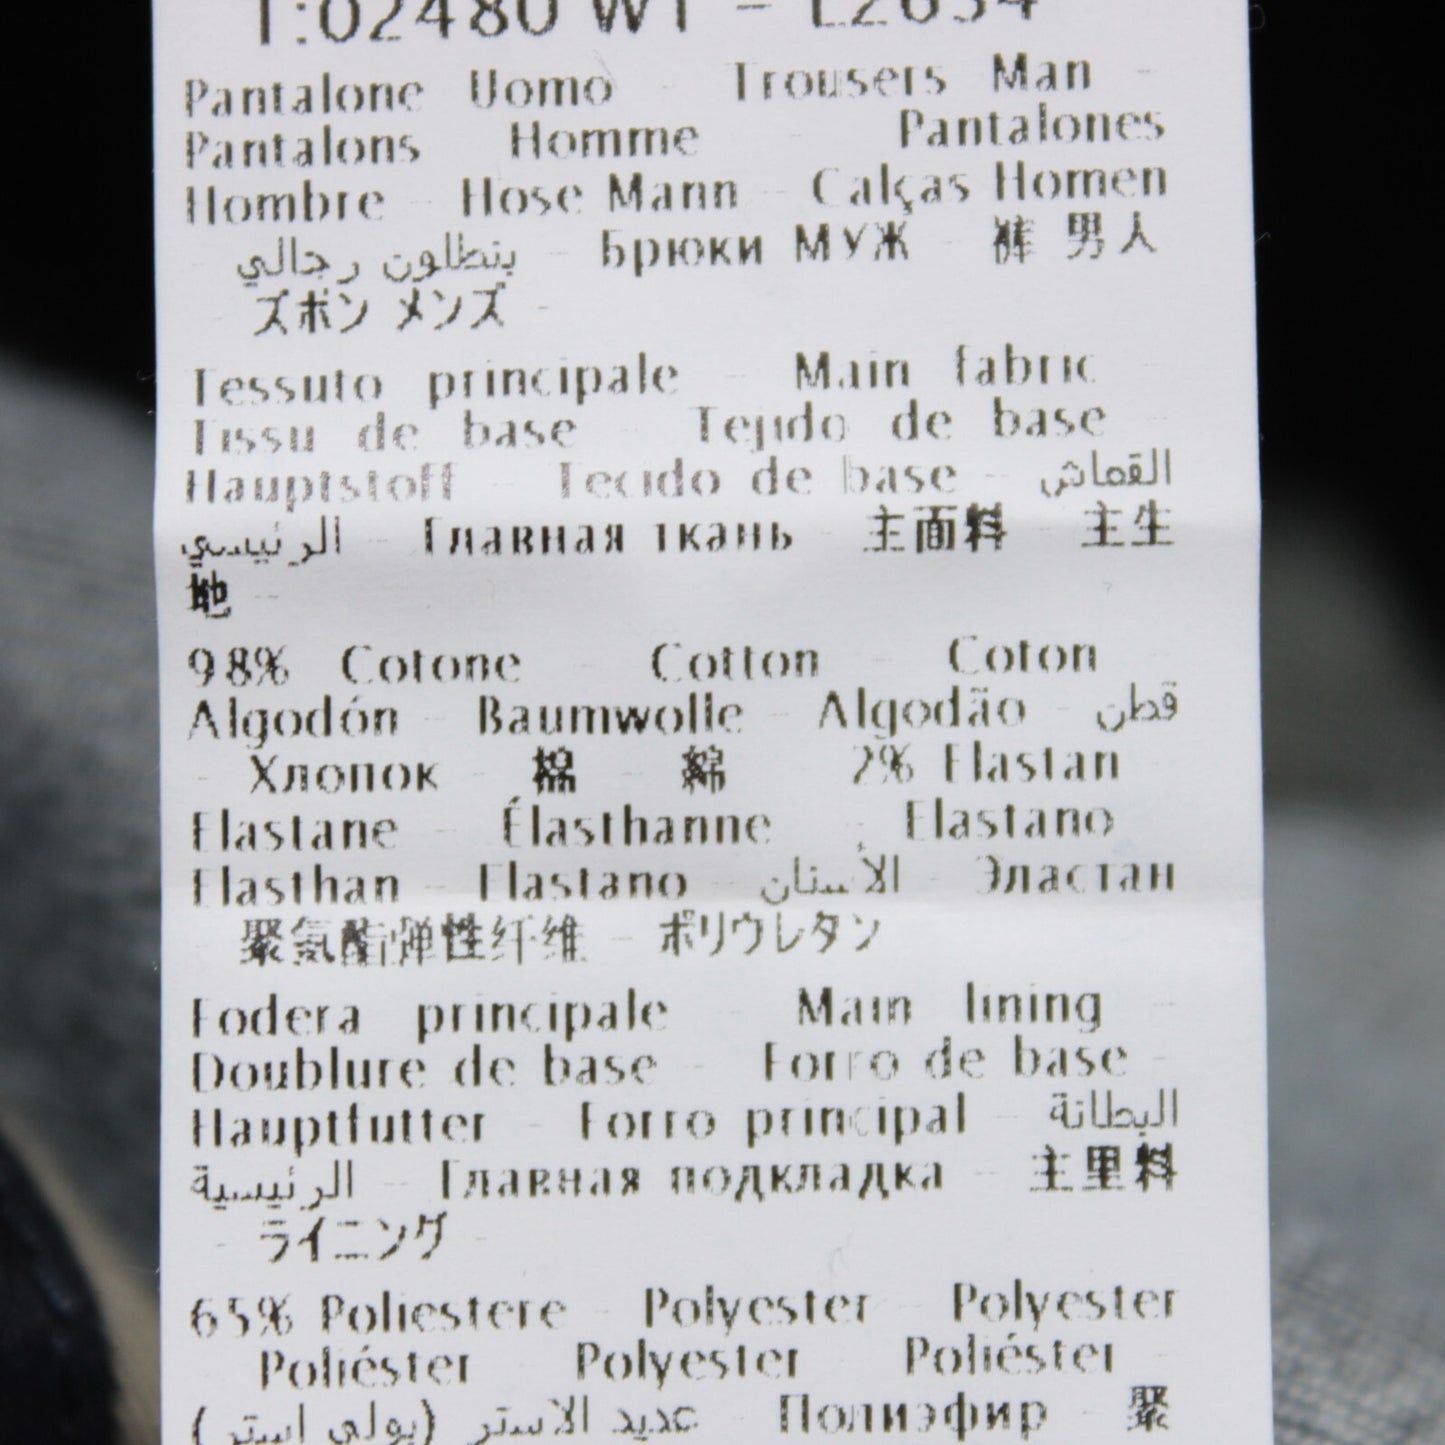 T:02480 WT - L2634
Pantalone Uomo - Trousers Man -
Pantalons Homme - Pantalones
Hombre - Hose Mann - Calças Homen
- بنطلون رجالي - Брюки МУЖ - 裤 男人
- ズボン メンズ -
Tessuto principale - Main fabric -
Tissu de base - Tejido de base -
Hauptstoff - Tecido de base - القماش
الرئيسي - Главная ткань - 主面料 - 主生
地 -
98% Cotone - Cotton - Coton -
Algodón - Baumwolle - Algodão - قطن
- Хлопок - 棉 - 綿 2% Elastan -
Elastane - Élasthanne - Elastano -
Elasthan - Elastano - الأستان - Эластан
- 聚氨酯弹性纤维 - ポリウレタン
Fodera principale - Main lining -
Doublure de base - Forro de base -
Hauptfutter - Forro principal - البطانة
الرئيسية - Главная подкладка - 主里料
- ライニング -
65% Poliestere - Polyester - Polyester
- Poliéster - Polyester - Poliéster -
عديد الاستر (بولي استر) - Полиэфир - 聚